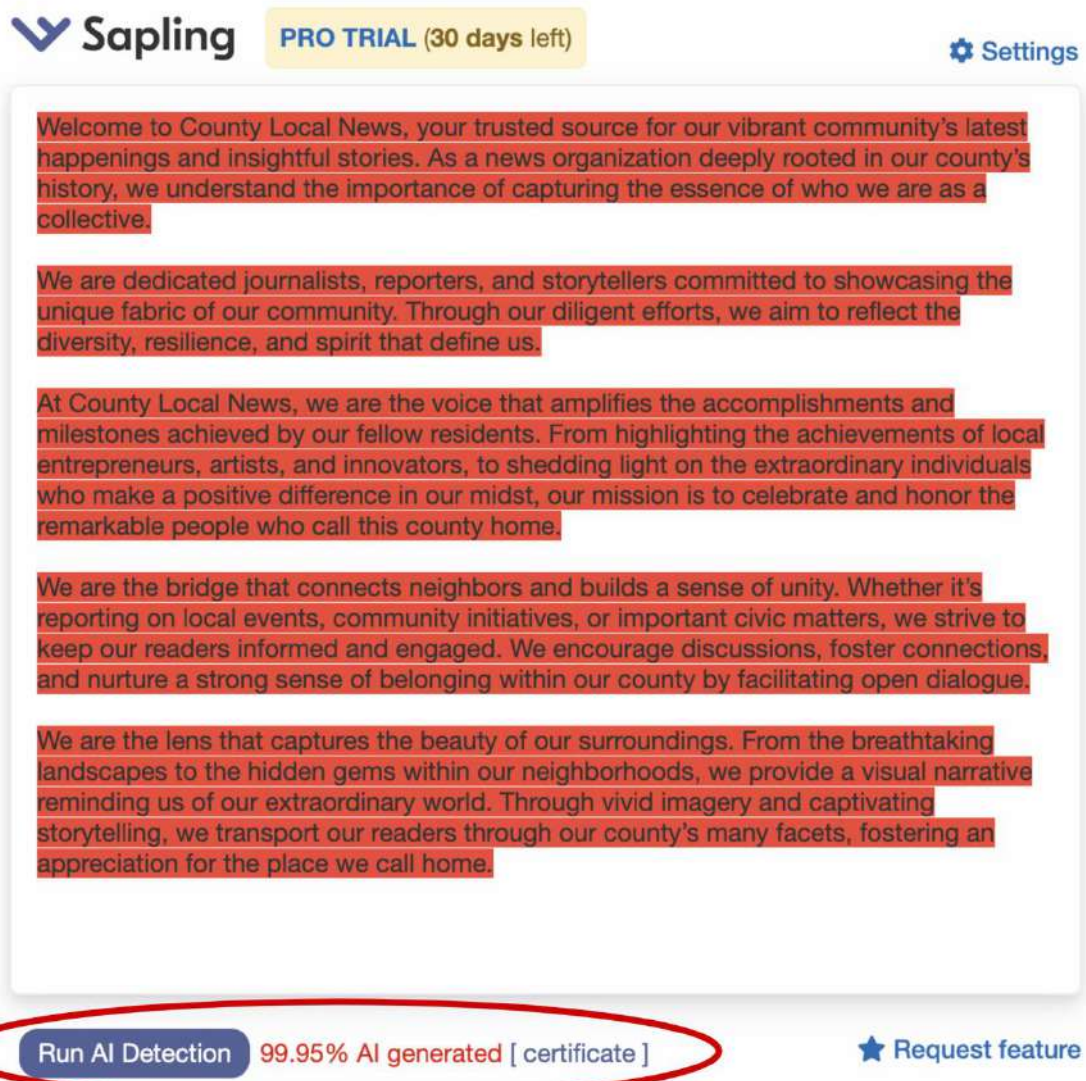 Sapling
PRO TRIAL (30 days left)
Settings
Welcome to County Local News, your trusted source for our vibrant community's latest
happenings and insightful stories. As a news organization deeply rooted in our county's
history, we understand the importance of capturing the essence of who we are as a
collective.
We are dedicated journalists, reporters, and storytellers committed to showcasing the
unique fabric of our community. Through our diligent efforts, we aim to reflect the
diversity, resilience, and spirit that define us.
At County Local News, we are the voice that amplifies the accomplishments and
milestones achieved by our fellow residents. From highlighting the achievements of local
entrepreneurs, artists, and innovators, to shedding light on the extraordinary individuals
who make a positive difference in our midst, our mission is to celebrate and honor the
remarkable people who call this county home.
We are the bridge that connects neighbors and builds a sense of unity. Whether it's
reporting on local events, community initiatives, or important civic matters, we strive to
keep our readers informed and engaged. We encourage discussions, foster connections,
and nurture a strong sense of belonging within our county by facilitating open dialogue.
We are the lens that captures the beauty of our surroundings. From the breathtaking
landscapes to the hidden gems within our neighborhoods, we provide a visual narrative
reminding us of our extraordinary world. Through vivid imagery and captivating
storytelling, we transport our readers through our county's many facets, fostering an
appreciation for the place we call home.
Run AI Detection 99.95% AI generated [ certificate ]
Request feature